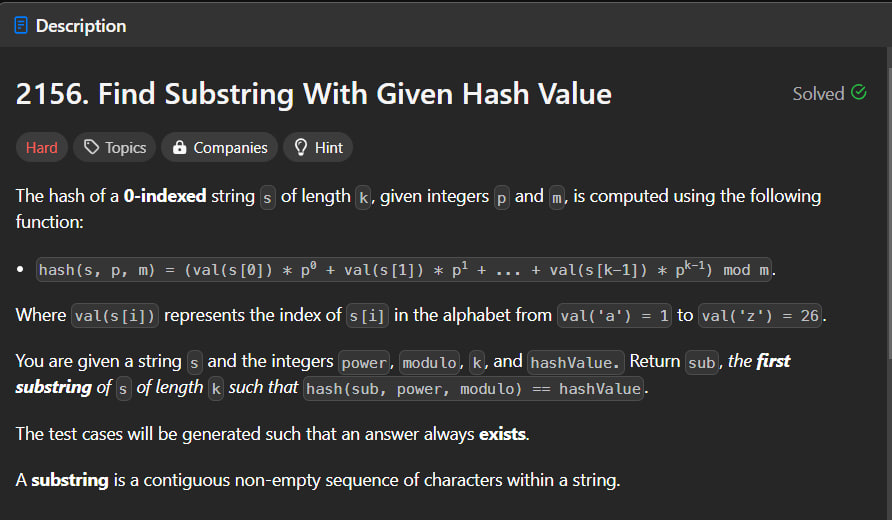 Description
2156. Find Substring With Given Hash Value
Solved
Hard Topics Companies Hint
The hash of a 0-indexed string s of length k, given integers p and m, is computed using the following
function:
• hash(s, p, m) = (val(s[0]) * p⁰ + val(s[1]) * p¹ + ... + val(s[k-1]) * pᵏ⁻¹) mod m.
Where val(s[i]) represents the index of s[i] in the alphabet from val('a') = 1 to val('z') = 26.
You are given a string s and the integers power, modulo, k, and hashValue. Return sub, the first
substring of s of length k such that hash(sub, power, modulo) == hashValue.
The test cases will be generated such that an answer always exists.
A substring is a contiguous non-empty sequence of characters within a string.